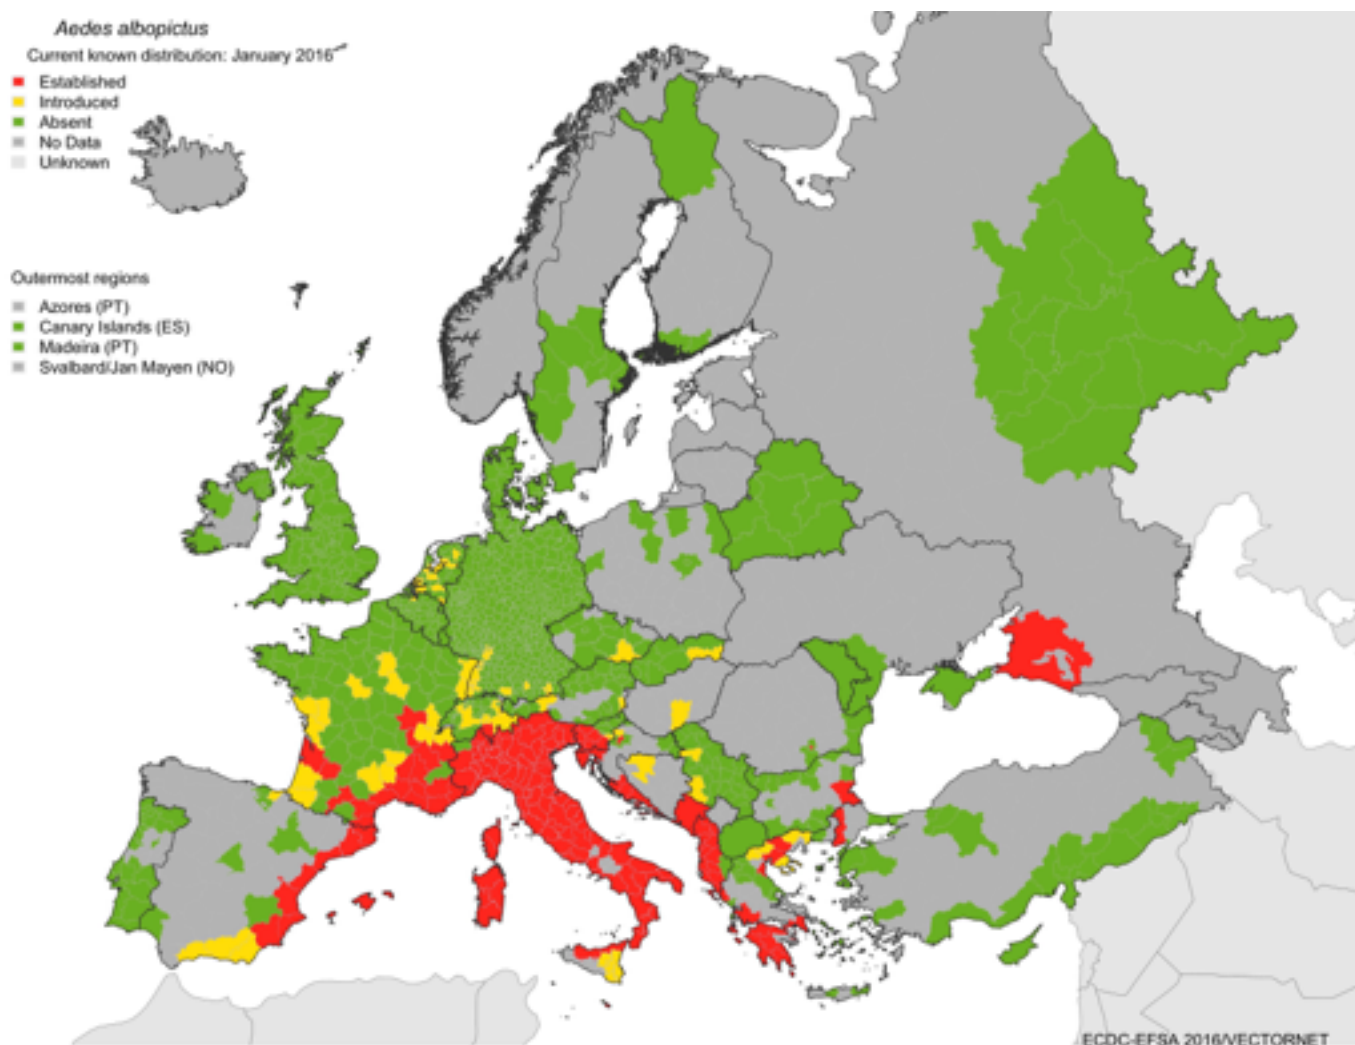 Aedes albopictus
Current known distribution: January 2016
Established
Introduced
Absent
No Data
Unknown
Outermost regions
Azores (PT)
Canary Islands (ES)
Madeira (PT)
Svalbard/Jan Mayen (NO)
ECDC-EFSA 2016/VECTORNET